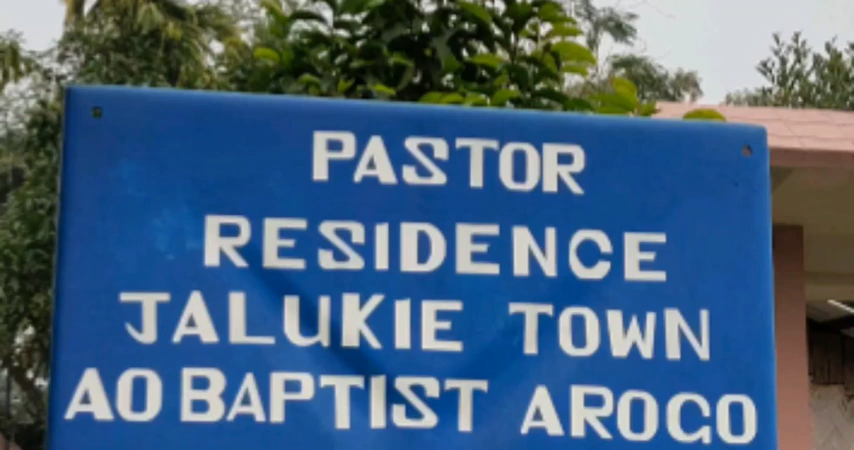 PASTOR
RESIDENCE
JALUKIE TOWN
AO BAPTIST AROGO